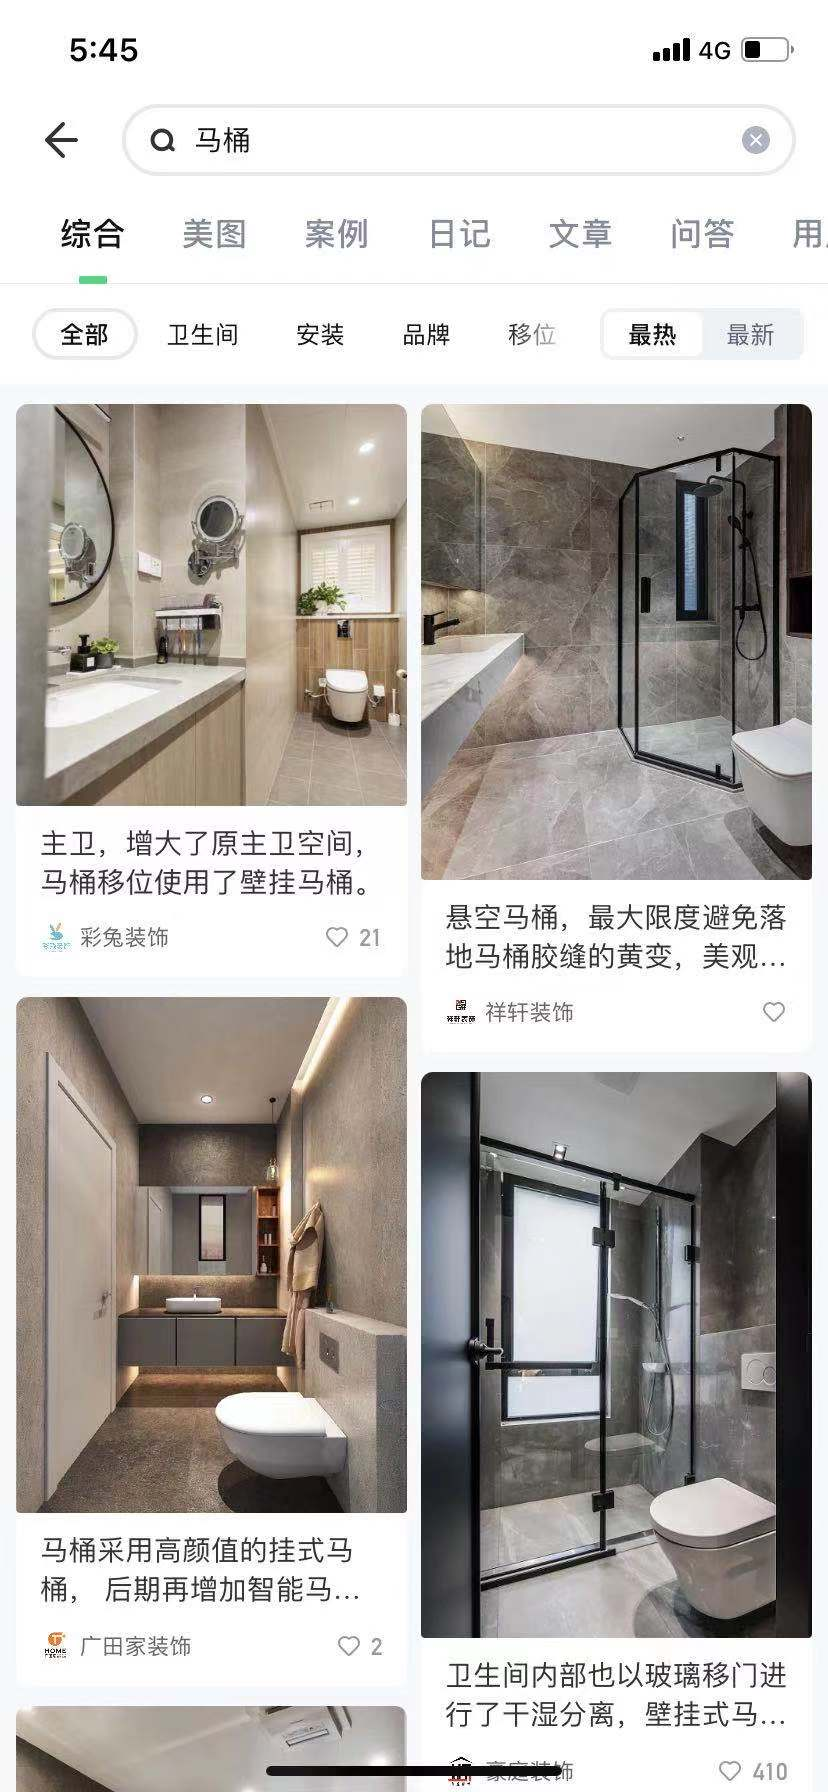 5:45
4G
马桶
综合 美图 案例 日记 文章 问答
全部 卫生间 安装 品牌 移位 最热 最新
主卫，增大了原主卫空间，
马桶移位使用了壁挂马桶。
彩兔装饰 21
悬空马桶，最大限度避免落
地马桶胶缝的黄变，美观...
祥轩装饰
马桶采用高颜值的挂式马
桶， 后期再增加智能马...
HOME
广田家装饰 2
卫生间内部也以玻璃移门进
行了干湿分离，壁挂式马...
豪庭装饰 410